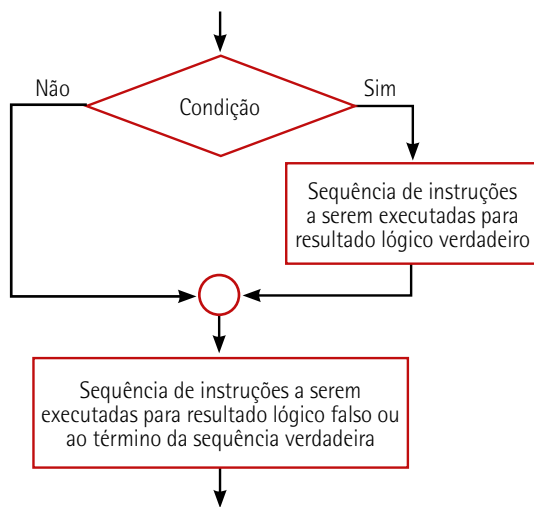 Não
Condição
Sim
Sequência de instruções
a serem executadas para
resultado lógico verdadeiro
Sequência de instruções a serem
executadas para resultado lógico falso ou
ao término da sequência verdadeira